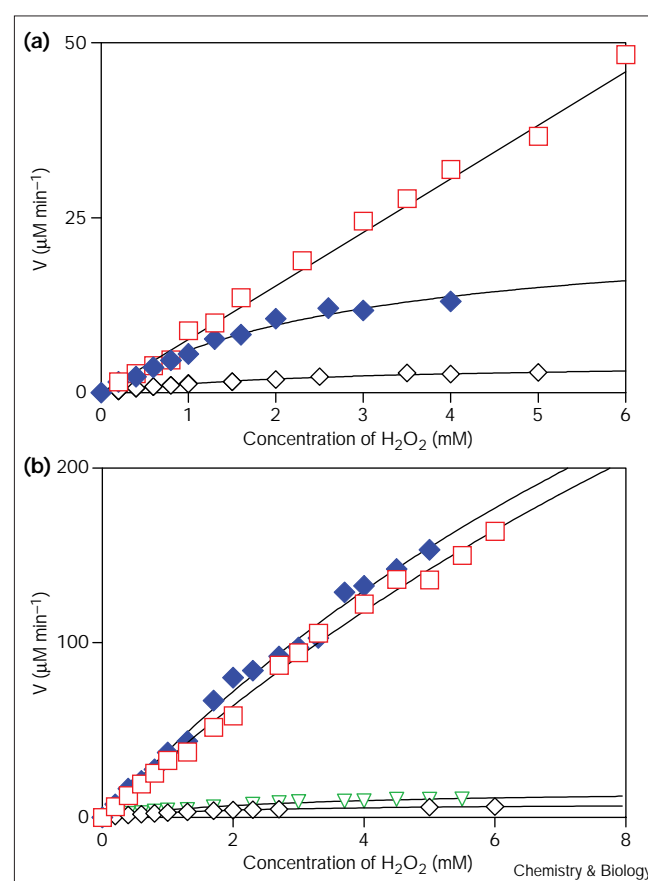 (a)
50
25
0
V (µM min⁻¹)
0 1 2 3 4 5 6
Concentration of H₂O₂ (mM)
(b)
200
100
0
V (µM min⁻¹)
0 2 4 6 8
Concentration of H₂O₂ (mM)
Chemistry & Biology